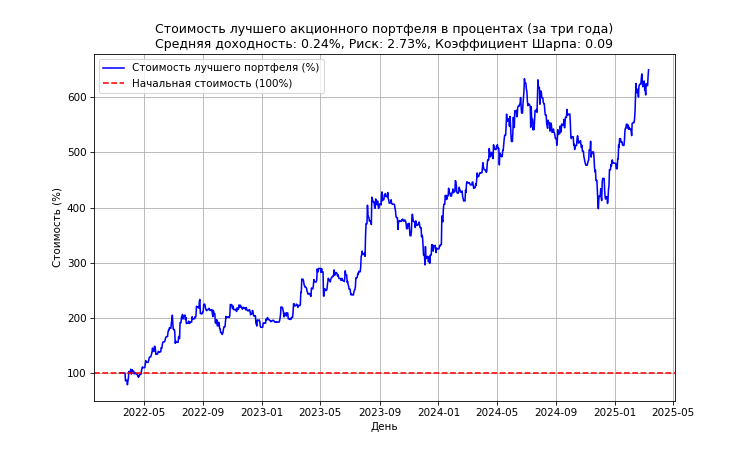 Стоимость лучшего акционного портфеля в процентах (за три года)
Средняя доходность: 0.24%, Риск: 2.73%, Коэффициент Шарпа: 0.09
Стоимость лучшего портфеля (%)
Начальная стоимость (100%)
Стоимость (%)
600
500
400
300
200
100
2022-05 2022-09 2023-01 2023-05 2023-09 2024-01 2024-05 2024-09 2025-01 2025-05
День